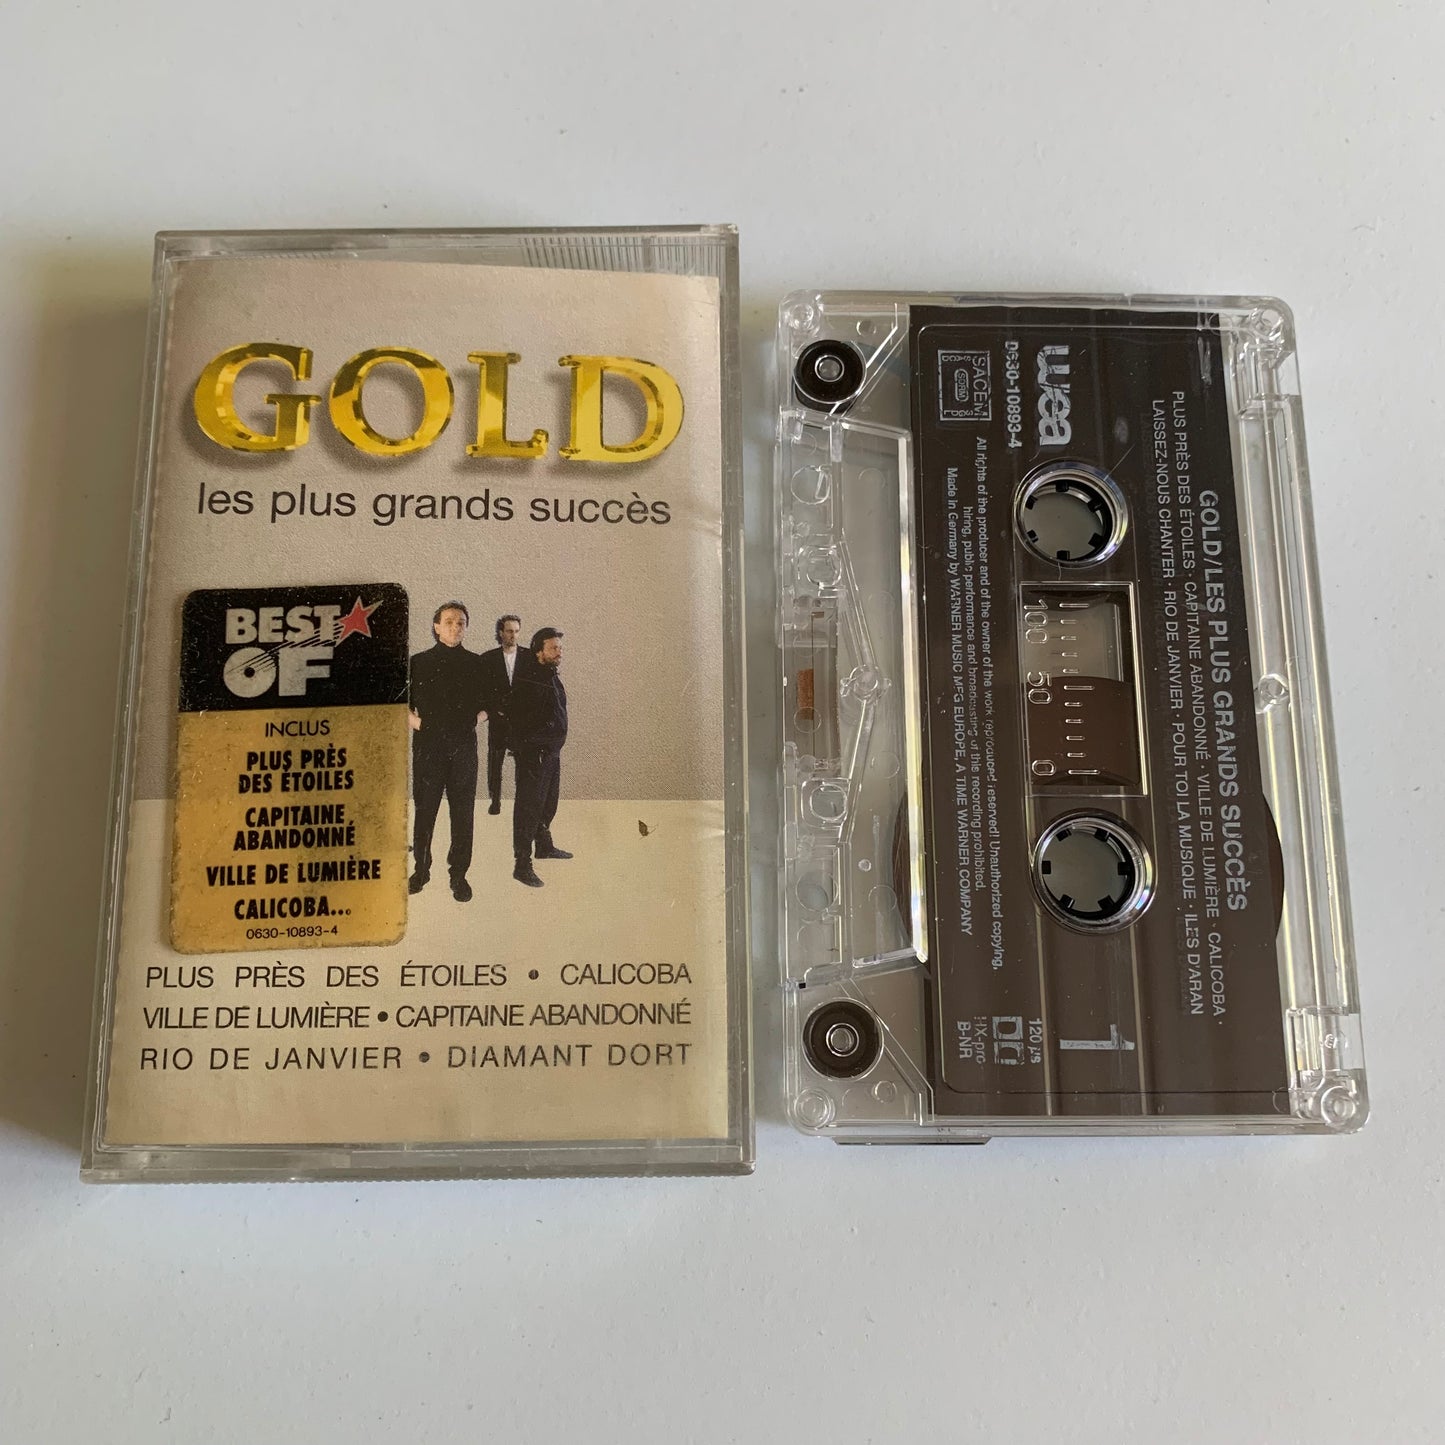 GOLD
les plus grands succès
BEST
OF
INCLUS
PLUS PRÈS
DES ÉTOILES
CAPITAINE
ABANDONNÉ
VILLE DE LUMIÈRE
CALICOBA...
0630-10893-4
PLUS PRÈS DES ÉTOILES • CALICOBA
VILLE DE LUMIÈRE • CAPITAINE ABANDONNÉ
RIO DE JANVIER • DIAMANT DORT
GOLD/LES PLUS GRANDS SUCCÈS
PLUS PRÈS DES ÉTOILES · CAPITAINE ABANDONNÉ · VILLE DE LUMIÈRE · CALICOBA ·
LAISSEZ-NOUS CHANTER · RIO DE JANVIER · POUR TOI LA MUSIQUE · ILES D'ARAN
wea
0630-10893-4
SACEM
SDRM
100 50 0
1
120 µs
HX-pro
B-NR
All rights of the producer and of the owner of the work reproduced reserved! Unauthorized copying,
hiring, public performance and broadcasting of this recording prohibited.
Made in Germany by WARNER MUSIC MFG EUROPE, A TIME WARNER COMPANY